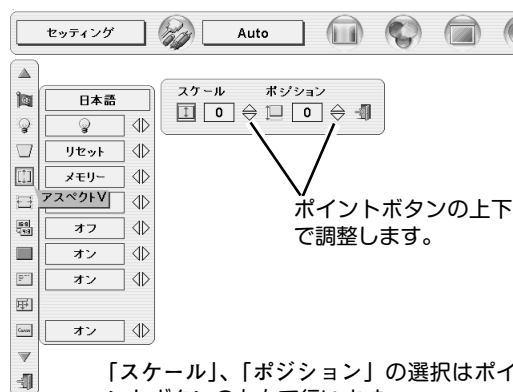 セッティング
Auto
日本語
スケール ポジション
0 0
リセット
メモリー
アスペクトV
オフ
オン
オン
オン
ポイントボタンの上下
で調整します。
「スケール」、「ポジション」の選択はポイ